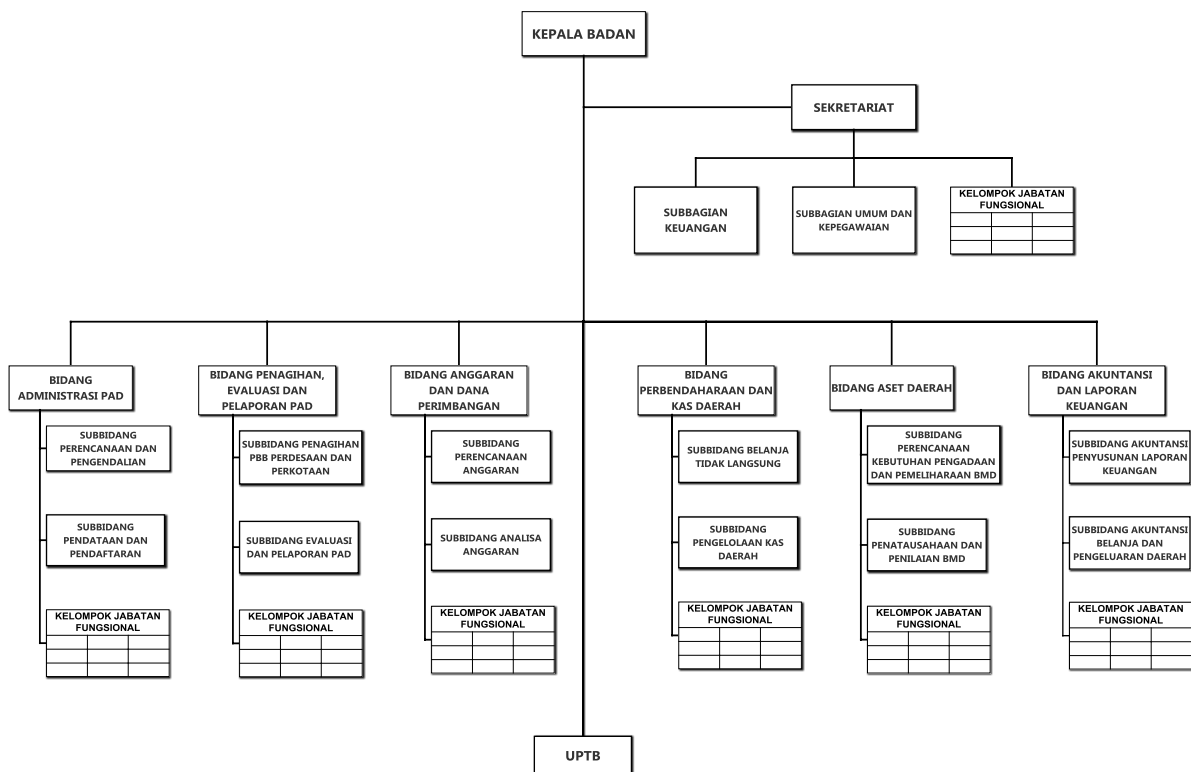 KEPALA BADAN
SEKRETARIAT
SUBBAGIAN
KEUANGAN
SUBBAGIAN UMUM DAN
KEPEGAWAIAN
KELOMPOK JABATAN
FUNGSIONAL
BIDANG
ADMINISTRASI PAD
SUBBIDANG
PERENCANAAN DAN
PENGENDALIAN
SUBBIDANG
PENDATAAN DAN
PENDAFTARAN
KELOMPOK JABATAN
FUNGSIONAL
BIDANG PENAGIHAN,
EVALUASI DAN
PELAPORAN PAD
SUBBIDANG PENAGIHAN
PBB PERDESAAN DAN
PERKOTAAN
SUBBIDANG EVALUASI
DAN PELAPORAN PAD
KELOMPOK JABATAN
FUNGSIONAL
BIDANG ANGGARAN
DAN DANA
PERIMBANGAN
SUBBIDANG
PERENCANAAN
ANGGARAN
SUBBIDANG ANALISA
ANGGARAN
KELOMPOK JABATAN
FUNGSIONAL
BIDANG
PERBENDAHARAAN DAN
KAS DAERAH
SUBBIDANG BELANJA
TIDAK LANGSUNG
SUBBIDANG
PENGELOLAAN KAS
DAERAH
KELOMPOK JABATAN
FUNGSIONAL
BIDANG ASET DAERAH
SUBBIDANG
PERENCANAAN
KEBUTUHAN PENGADAAN
DAN PEMELIHARAAN BMD
SUBBIDANG
PENATAUSAHAAN DAN
PENILAIAN BMD
KELOMPOK JABATAN
FUNGSIONAL
BIDANG AKUNTANSI
DAN LAPORAN
KEUANGAN
SUBBIDANG AKUNTANSI
PENYUSUNAN LAPORAN
KEUANGAN
SUBBIDANG AKUNTANSI
BELANJA DAN
PENGELUARAN DAERAH
KELOMPOK JABATAN
FUNGSIONAL
UPTB